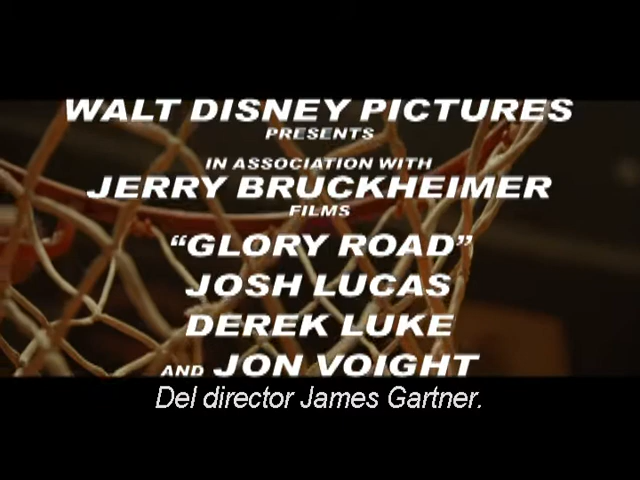 WALT DISNEY PICTURES
PRESENTS
IN ASSOCIATION WITH
JERRY BRUCKHEIMER
FILMS
“GLORY ROAD”
JOSH LUCAS
DEREK LUKE
AND JON VOIGHT
Del director James Gartner.